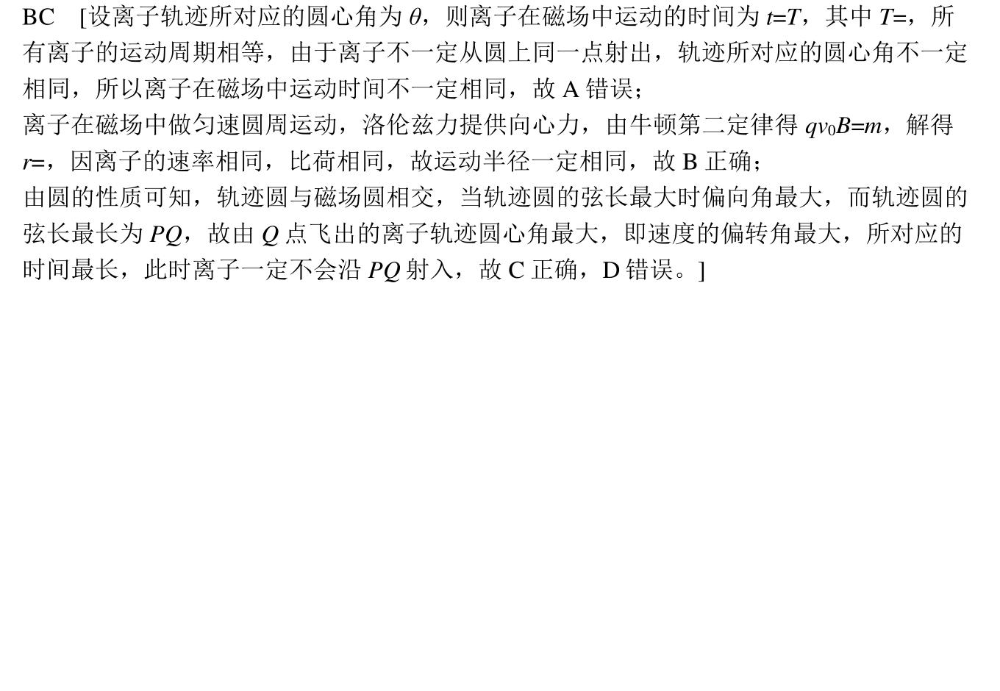 BC　[设离子轨迹所对应的圆心角为 θ，则离子在磁场中运动的时间为 t=T，其中 T=，所
有离子的运动周期相等，由于离子不一定从圆上同一点射出，轨迹所对应的圆心角不一定
相同，所以离子在磁场中运动时间不一定相同，故 A 错误；
离子在磁场中做匀速圆周运动，洛伦兹力提供向心力，由牛顿第二定律得 qv₀B=m，解得
r=，因离子的速率相同，比荷相同，故运动半径一定相同，故 B 正确；
由圆的性质可知，轨迹圆与磁场圆相交，当轨迹圆的弦长最大时偏向角最大，而轨迹圆的
弦长最长为 PQ，故由 Q 点飞出的离子轨迹圆心角最大，即速度的偏转角最大，所对应的
时间最长，此时离子一定不会沿 PQ 射入，故 C 正确，D 错误。]